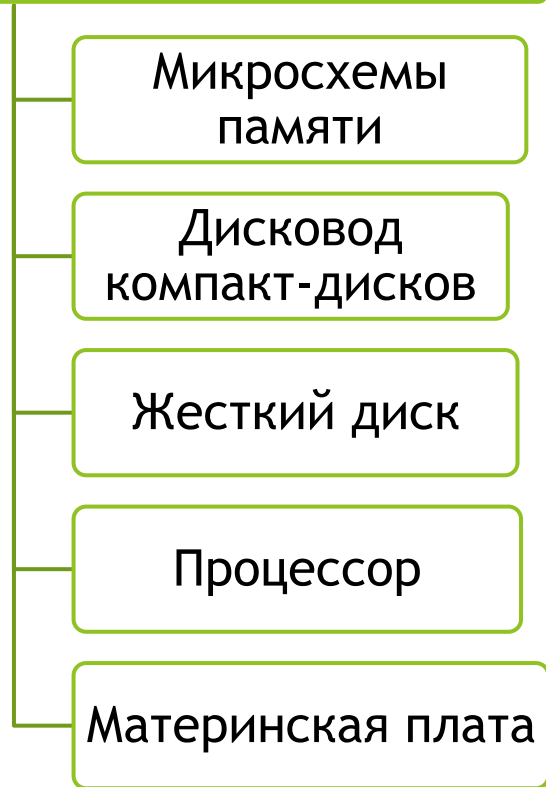 Микросхемы
памяти
Дисковод
компакт-дисков
Жесткий диск
Процессор
Материнская плата